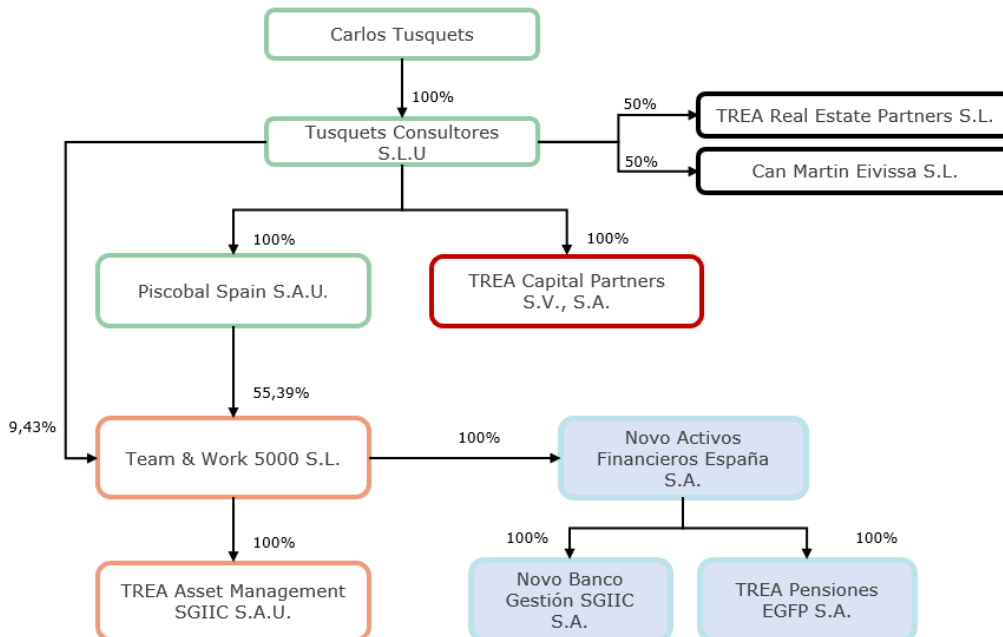 Carlos Tusquets
100%
50%
TREA Real Estate Partners S.L.
Tusquets Consultores
S.L.U
50%
Can Martin Eivissa S.L.
100%
100%
Piscobal Spain S.A.U.
TREA Capital Partners
S.V., S.A.
55,39%
9,43%
Team & Work 5000 S.L.
100%
Novo Activos
Financieros España
S.A.
100%
100%
100%
TREA Asset Management
SGIIC S.A.U.
Novo Banco
Gestión SGIIC
S.A.
TREA Pensiones
EGFP S.A.